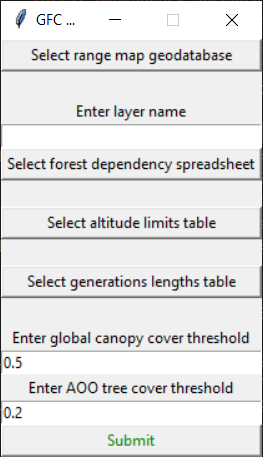 GFC ...
Select range map geodatabase
Enter layer name
Select forest dependency spreadsheet
Select altitude limits table
Select generations lengths table
Enter global canopy cover threshold
0.5
Enter AOO tree cover threshold
0.2
Submit